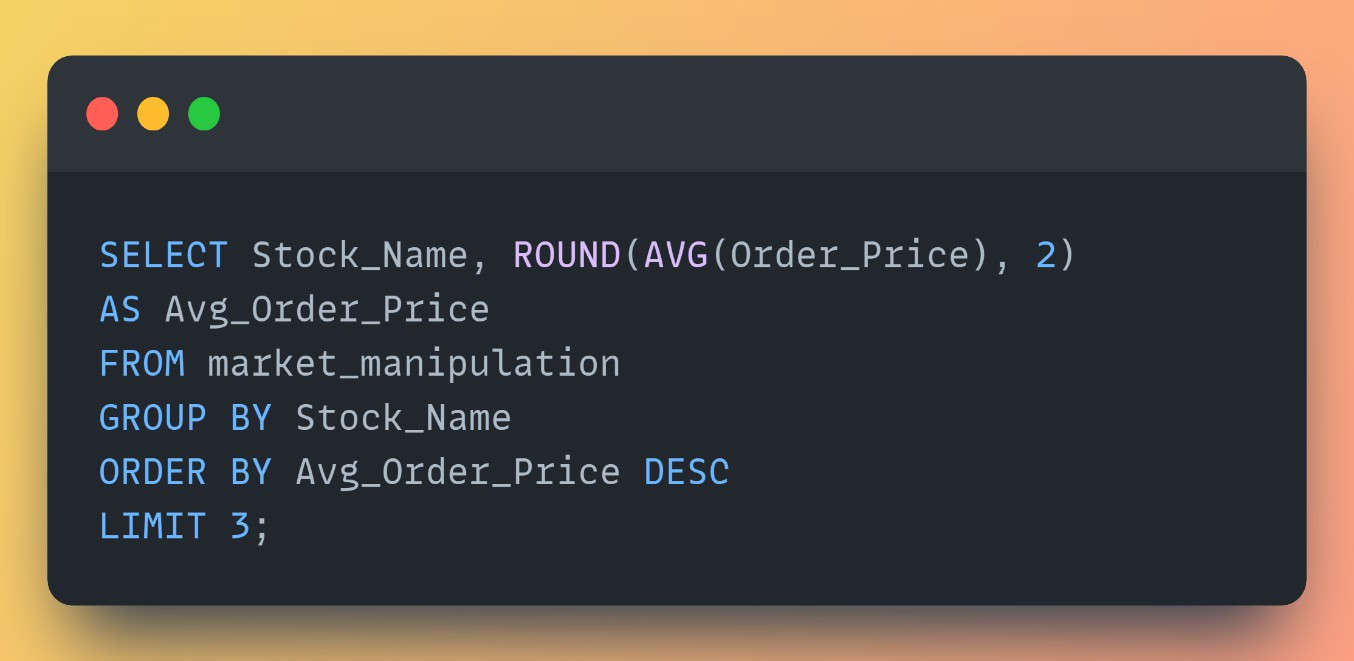 SELECT Stock_Name, ROUND(AVG(Order_Price), 2)
AS Avg_Order_Price
FROM market_manipulation
GROUP BY Stock_Name
ORDER BY Avg_Order_Price DESC
LIMIT 3;